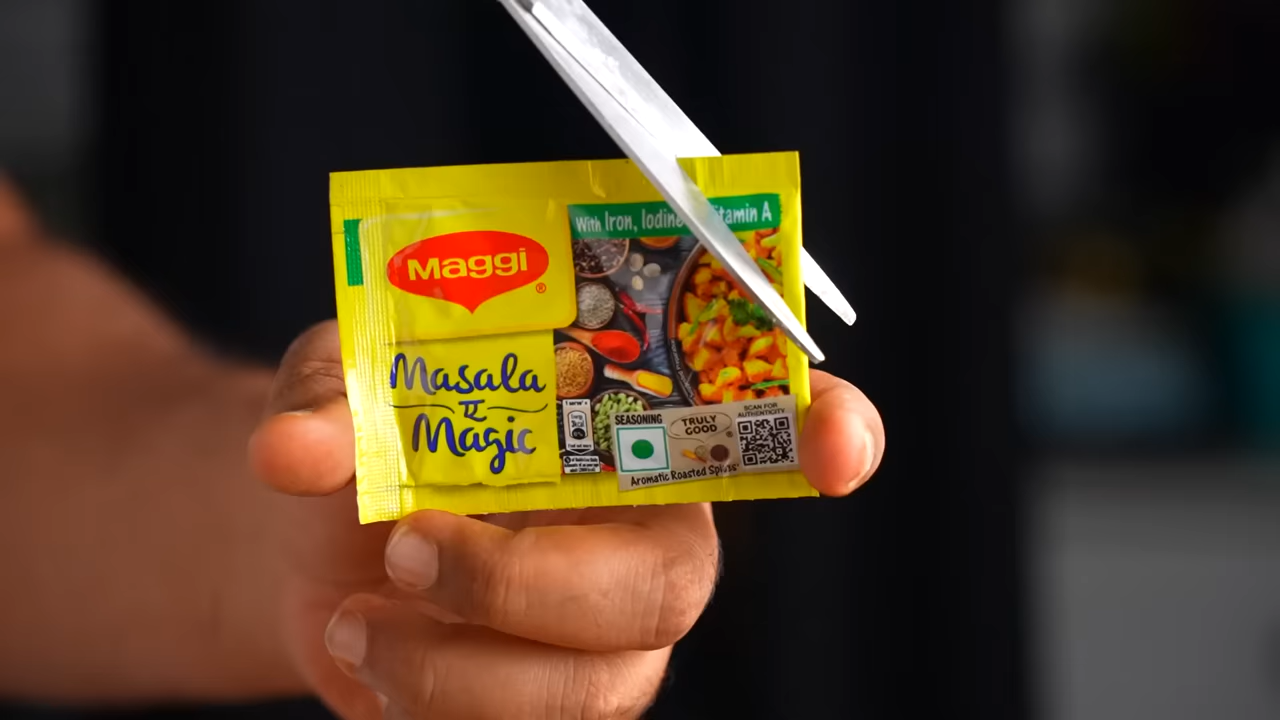 With Iron, Iodine tamin A
Maggi
®
Masala
ए
Magic
SEASONING
TRULY
GOOD
SCAN FOR
AUTHENTICITY
Aromatic Roasted Spices*